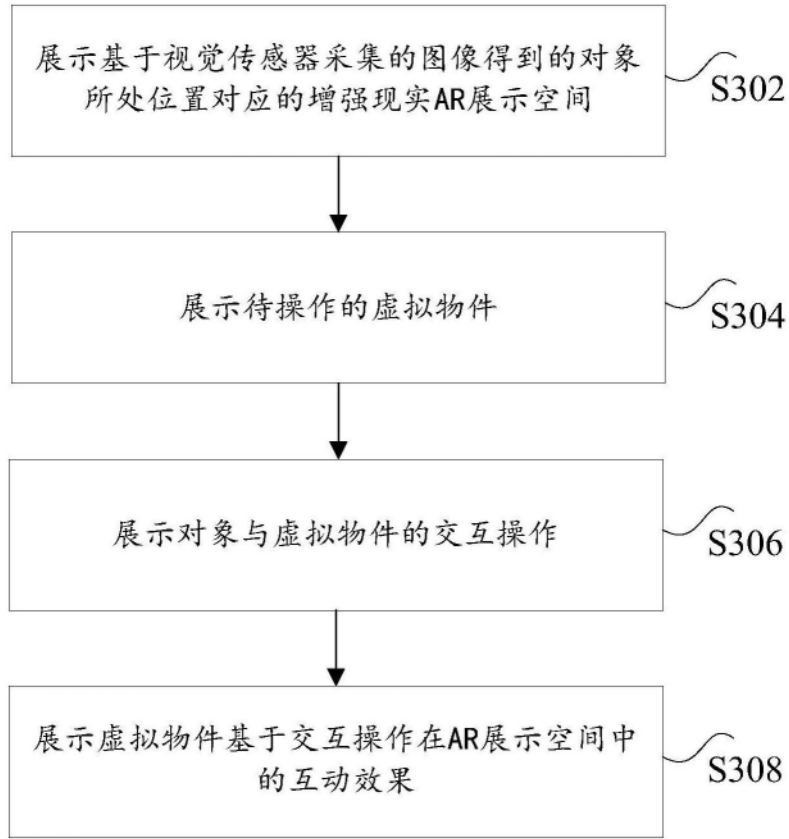 展示基于视觉传感器采集的图像得到的对象
所处位置对应的增强现实AR展示空间
S302
展示待操作的虚拟物件
S304
展示对象与虚拟物件的交互操作
S306
展示虚拟物件基于交互操作在AR展示空间中
的互动效果
S308